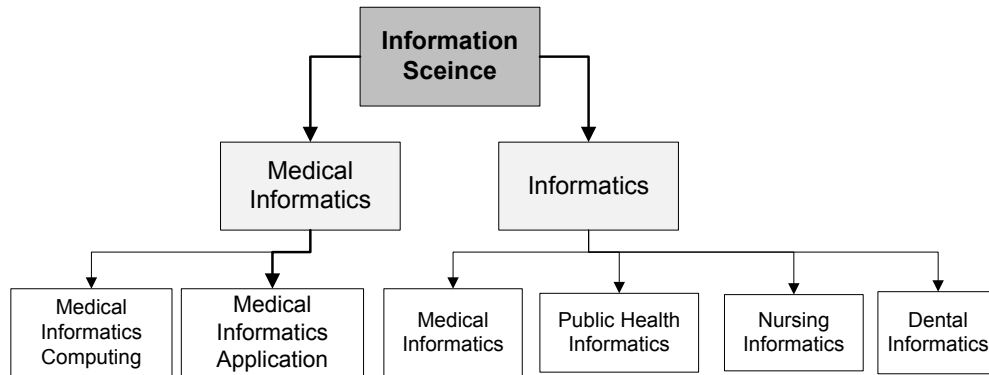 Information
Sceince
Medical
Informatics
Informatics
Medical
Informatics
Computing
Medical
Informatics
Application
Medical
Informatics
Public Health
Informatics
Nursing
Informatics
Dental
Informatics